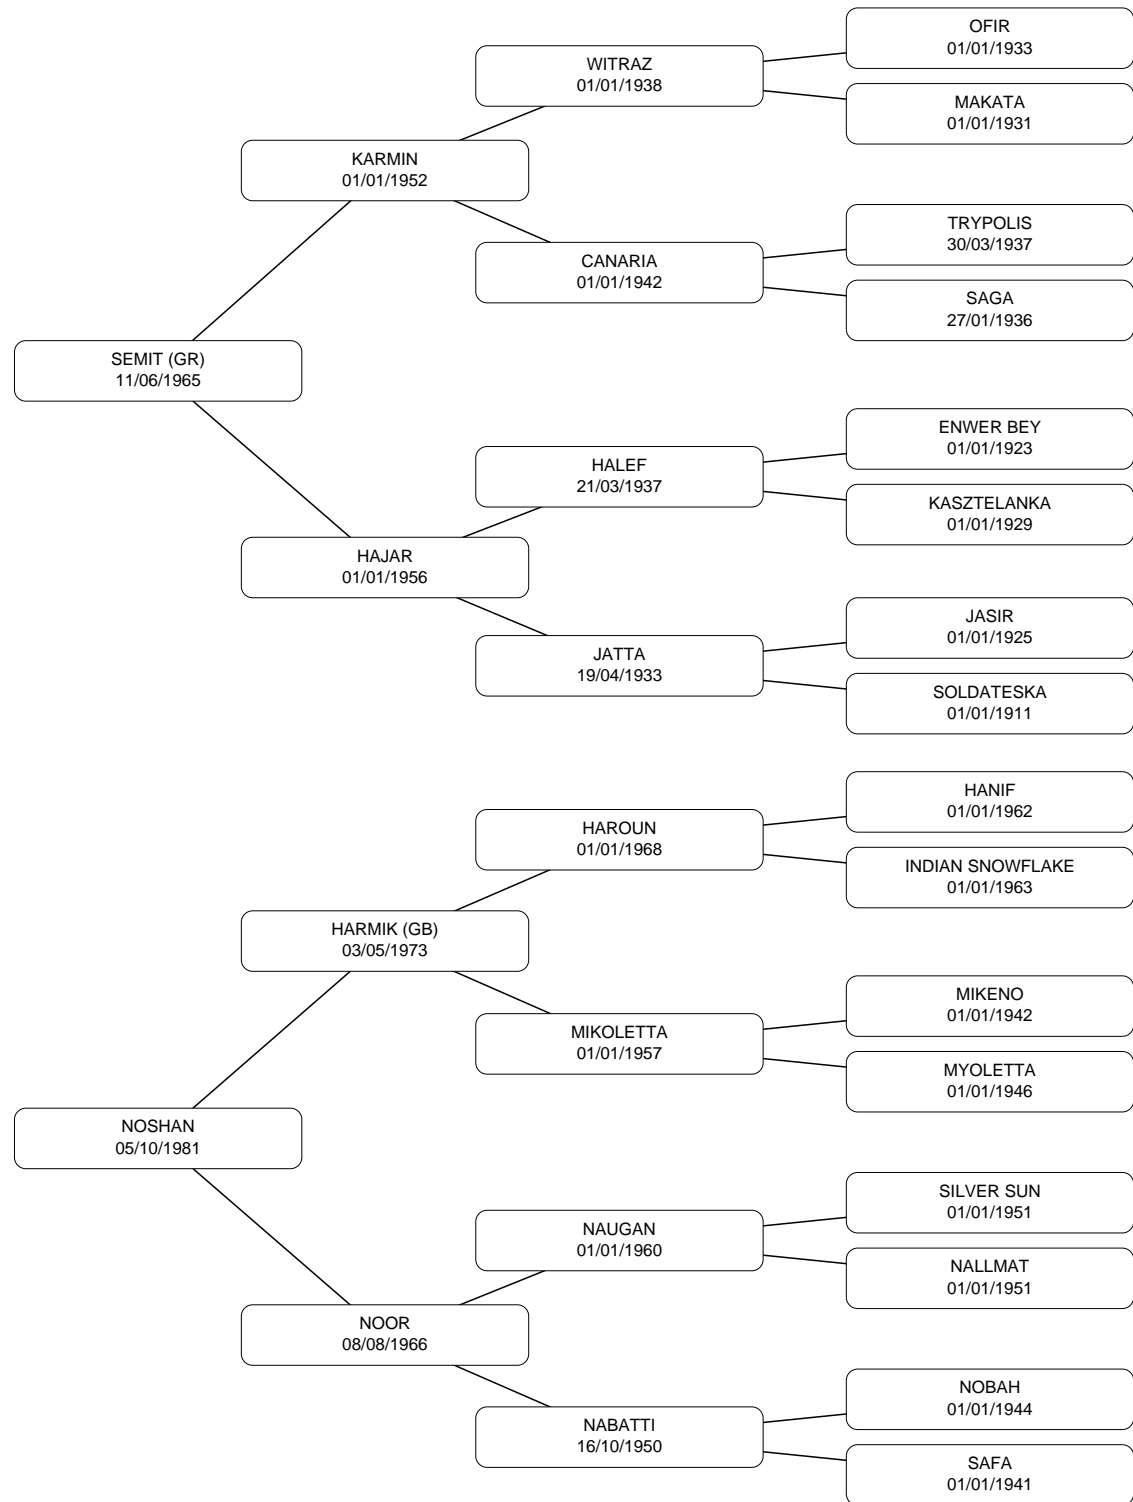 OFIR
01/01/1933
WITRAZ
01/01/1938
MAKATA
01/01/1931
KARMIN
01/01/1952
TRYPOLIS
30/03/1937
CANARIA
01/01/1942
SAGA
27/01/1936
SEMIT (GR)
11/06/1965
ENWER BEY
01/01/1923
HALEF
21/03/1937
KASZTELANKA
01/01/1929
HAJAR
01/01/1956
JASIR
01/01/1925
JATTA
19/04/1933
SOLDATESKA
01/01/1911
HANIF
01/01/1962
HAROUN
01/01/1968
INDIAN SNOWFLAKE
01/01/1963
HARMIK (GB)
03/05/1973
MIKENO
01/01/1942
MIKOLETTA
01/01/1957
MYOLETTA
01/01/1946
NOSHAN
05/10/1981
SILVER SUN
01/01/1951
NAUGAN
01/01/1960
NALLMAT
01/01/1951
NOOR
08/08/1966
NOBAH
01/01/1944
NABATTI
16/10/1950
SAFA
01/01/1941